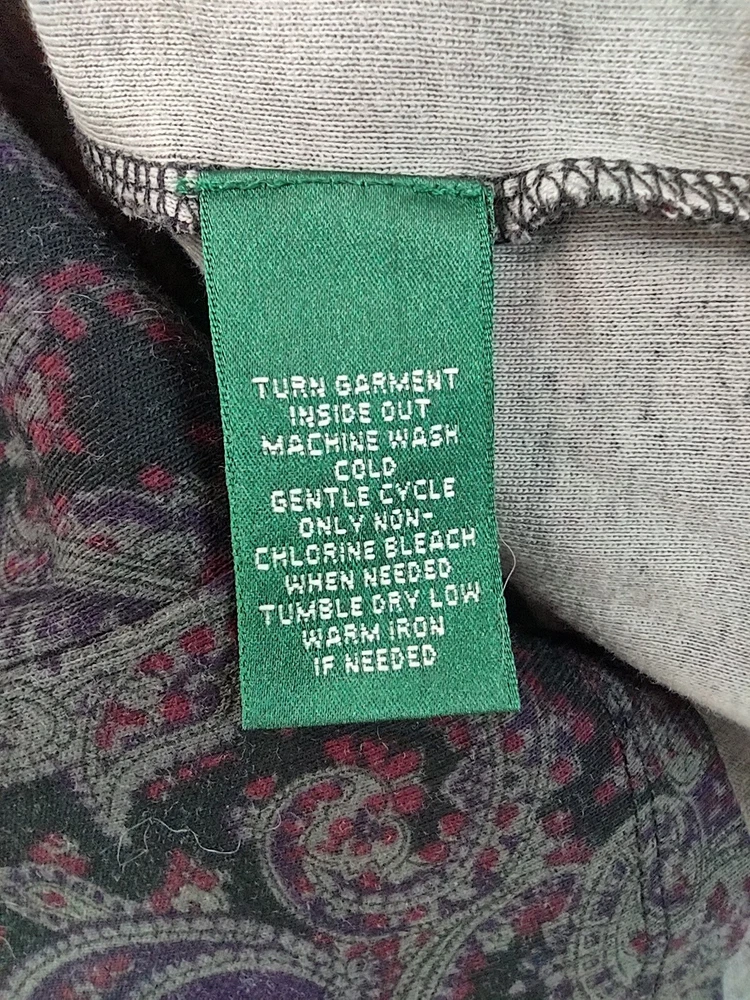 TURN GARMENT
INSIDE OUT
MACHINE WASH
COLD
GENTLE CYCLE
ONLY NON-
CHLORINE BLEACH
WHEN NEEDED
TUMBLE DRY LOW
WARM IRON
IF NEEDED